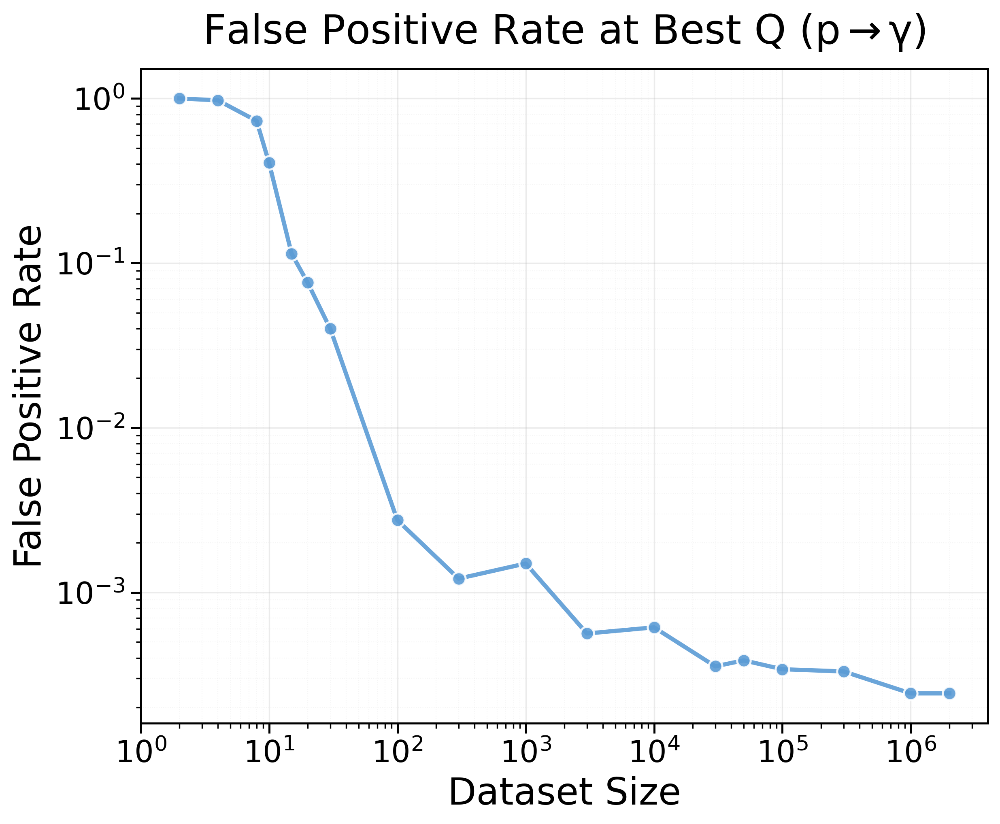 False Positive Rate at Best Q (p→γ)
False Positive Rate
10⁰
10⁻¹
10⁻²
10⁻³
10⁰ 10¹ 10² 10³ 10⁴ 10⁵ 10⁶
Dataset Size